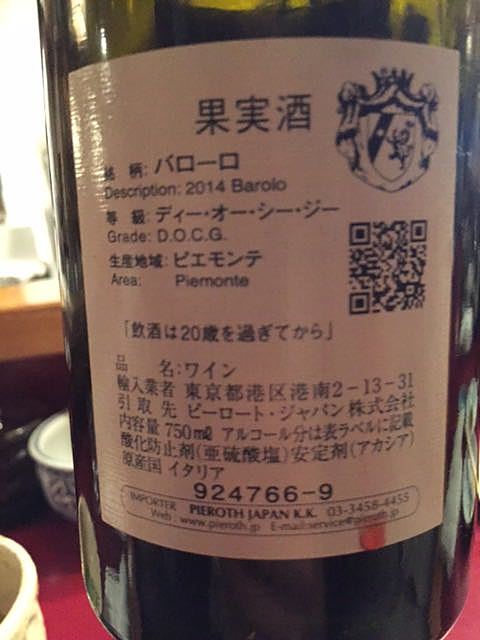 果実酒
銘 柄: バローロ
Description: 2014 Barolo
等 級: ディー・オー・シー・ジー
Grade: D.O.C.G.
生産地域: ピエモンテ
Area: Piemonte
「飲酒は20歳を過ぎてから」
品 名:ワイン
輸入業者 東京都港区港南2-13-31
引 取 先 ピーロート・ジャパン株式会社
内容量 750mℓ アルコール分は表ラベルに記載
酸化防止剤(亜硫酸塩)安定剤(アカシア)
原産国 イタリア
924766-9
IMPORTER PIEROTH JAPAN K.K. 03-3458-4455
Web : www.pieroth.jp E-mail:service@pieroth.jp